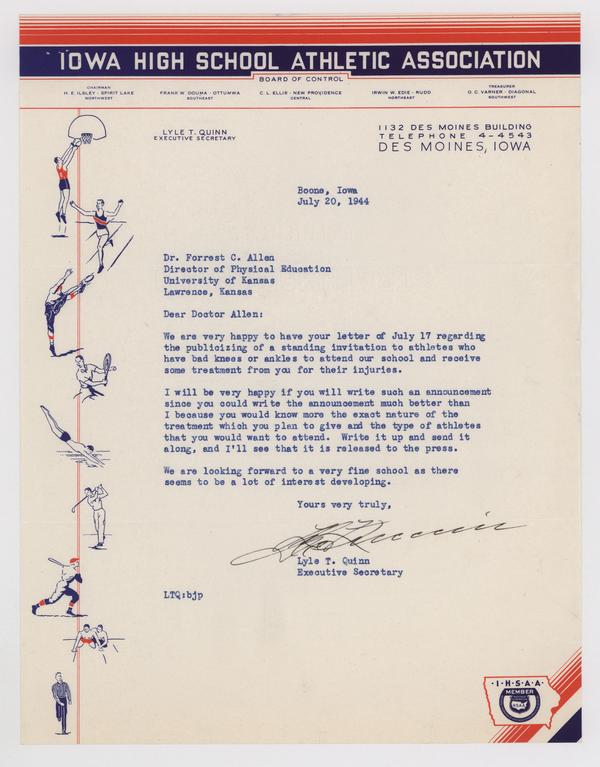 IOWA HIGH SCHOOL ATHLETIC ASSOCIATION
BOARD OF CONTROL
CHAIRMAN
H. E. ILSLEY - SPIRIT LAKE
NORTHWEST
FRANK W. DOUMA - OTTUMWA
SOUTHEAST
C. L. ELLIS - NEW PROVIDENCE
CENTRAL
IRWIN W. EDIE - RUDD
NORTHEAST
TREASURER
O. C. VARNER - DIAGONAL
SOUTHWEST
LYLE T. QUINN
EXECUTIVE SECRETARY
1132 DES MOINES BUILDING
TELEPHONE 4-4543
DES MOINES, IOWA
Boone, Iowa
July 20, 1944
Dr. Forrest C. Allen
Director of Physical Education
University of Kansas
Lawrence, Kansas
Dear Doctor Allen:
We are very happy to have your letter of July 17 regarding
the publicizing of a standing invitation to athletes who
have bad knees or ankles to attend our school and receive
some treatment from you for their injuries.
I will be very happy if you will write such an announcement
since you could write the announcement much better than
I because you would know more the exact nature of the
treatment which you plan to give and the type of athletes
that you would want to attend. Write it up and send it
along, and I'll see that it is released to the press.
We are looking forward to a very fine school as there
seems to be a lot of interest developing.
Yours very truly,
Lyle T. Quinn
Executive Secretary
LTQ:bjp
·I·H·S·A·A·
MEMBER